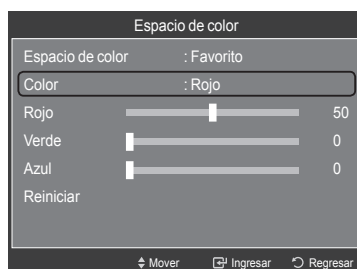 Espacio de color
Espacio de color : Favorito
Color : Rojo
Rojo 50
Verde 0
Azul 0
Reiniciar
Mover Ingresar Regresar